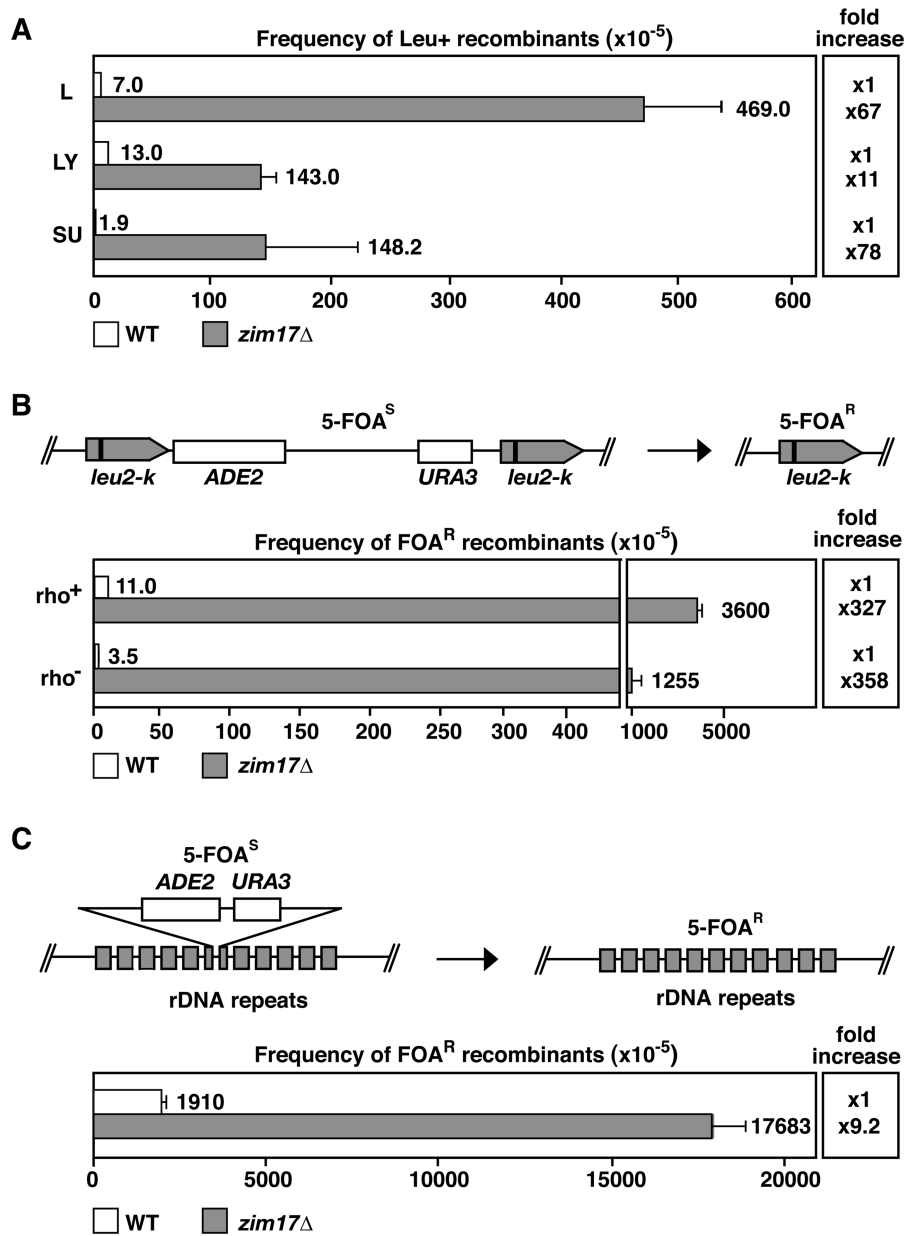 A
Frequency of Leu+ recombinants (x10-5)
fold
increase
L
7.0
469.0
x1
x67
LY
13.0
143.0
x1
x11
SU
1.9
148.2
x1
x78
0 100 200 300 400 500 600
WT zim17Δ
B
5-FOAS 5-FOAR
leu2-k ADE2 URA3 leu2-k leu2-k
Frequency of FOAR recombinants (x10-5)
fold
increase
rho+
11.0
3600
x1
x327
rho-
3.5
1255
x1
x358
0 50 100 150 200 250 300 400 1000 5000
WT zim17Δ
C
5-FOAS
ADE2 URA3
5-FOAR
rDNA repeats rDNA repeats
Frequency of FOAR recombinants (x10-5)
fold
increase
1910
17683
x1
x9.2
0 5000 10000 15000 20000
WT zim17Δ